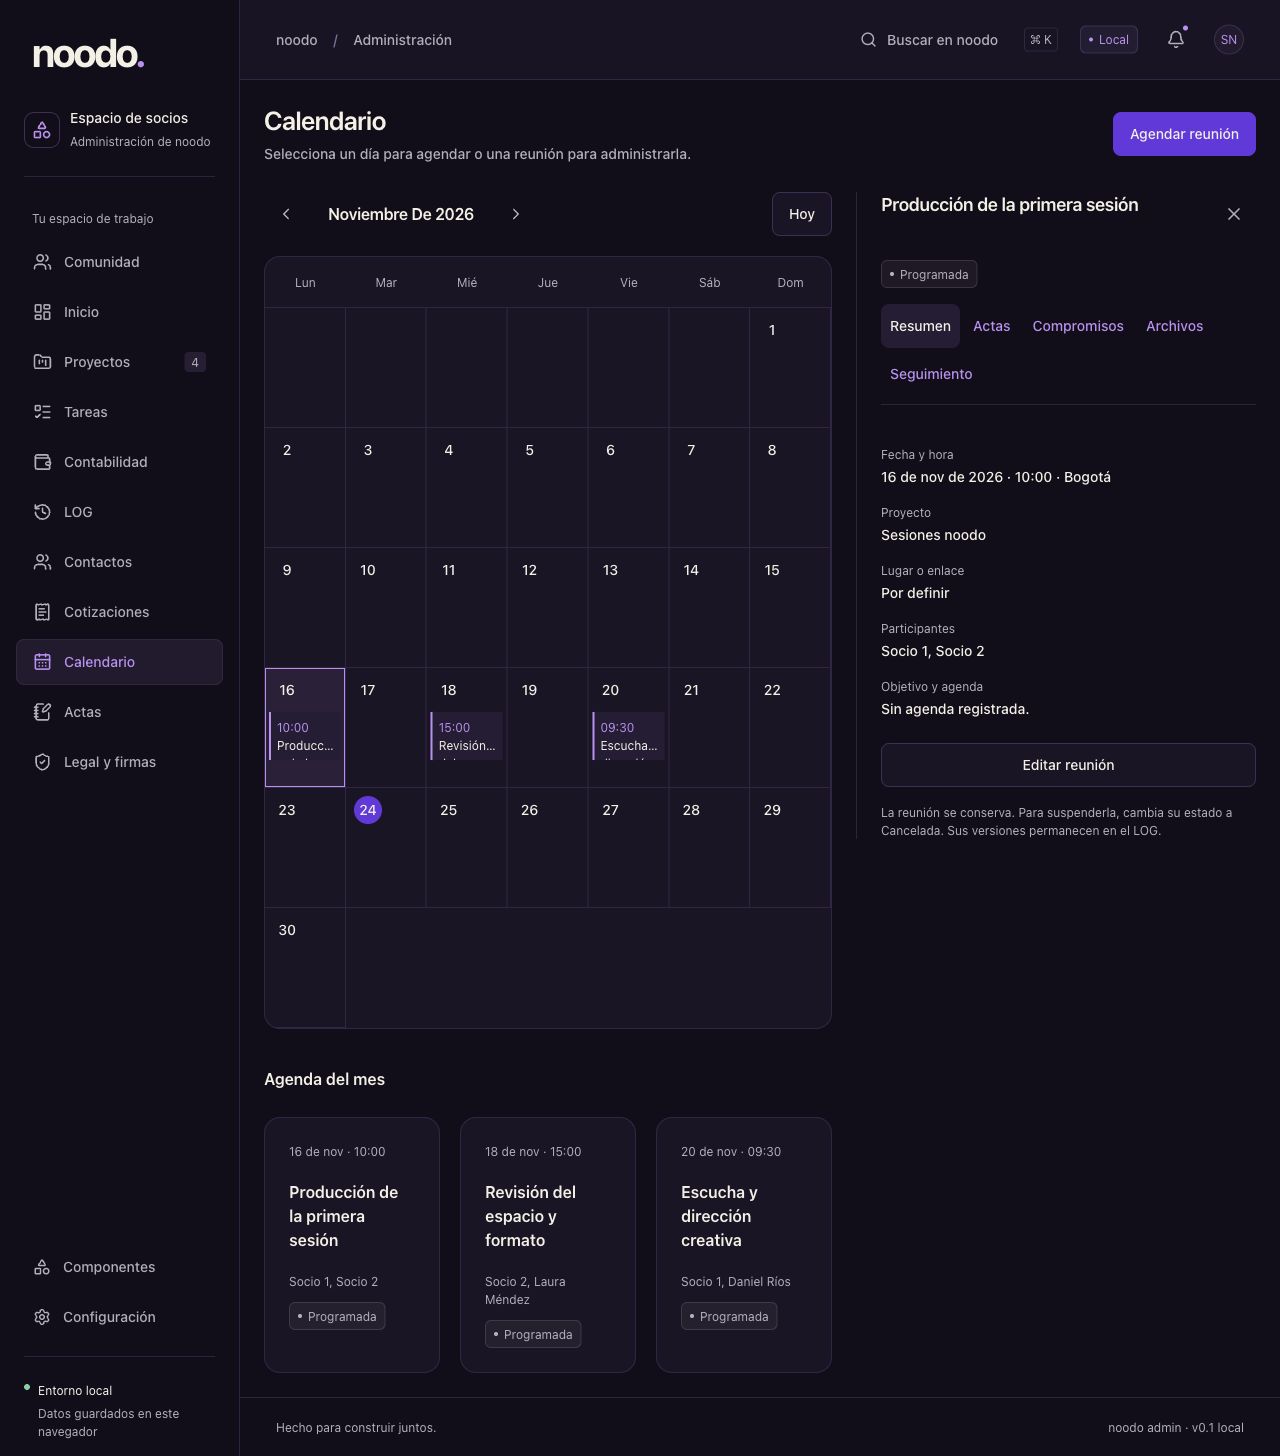 noodo.
Espacio de socios
Administración de noodo
Tu espacio de trabajo
Comunidad
Inicio
Proyectos 4
Tareas
Contabilidad
LOG
Contactos
Cotizaciones
Calendario
Actas
Legal y firmas
Componentes
Configuración
Entorno local
Datos guardados en este
navegador
noodo / Administración
Buscar en noodo ⌘ K
Local
SN
Calendario
Selecciona un día para agendar o una reunión para administrarla.
Agendar reunión
Noviembre De 2026
Hoy
Lun Mar Mié Jue Vie Sáb Dom
1
2 3 4 5 6 7 8
9 10 11 12 13 14 15
16 17 18 19 20 21 22
10:00 15:00 09:30
Producc... Revisión... Escucha...
23 24 25 26 27 28 29
30
Agenda del mes
16 de nov · 10:00
Producción de
la primera
sesión
Socio 1, Socio 2
Programada
18 de nov · 15:00
Revisión del
espacio y
formato
Socio 2, Laura
Méndez
Programada
20 de nov · 09:30
Escucha y
dirección
creativa
Socio 1, Daniel Ríos
Programada
Producción de la primera sesión
Programada
Resumen Actas Compromisos Archivos
Seguimiento
Fecha y hora
16 de nov de 2026 · 10:00 · Bogotá
Proyecto
Sesiones noodo
Lugar o enlace
Por definir
Participantes
Socio 1, Socio 2
Objetivo y agenda
Sin agenda registrada.
Editar reunión
La reunión se conserva. Para suspenderla, cambia su estado a
Cancelada. Sus versiones permanecen en el LOG.
Hecho para construir juntos.
noodo admin · v0.1 local